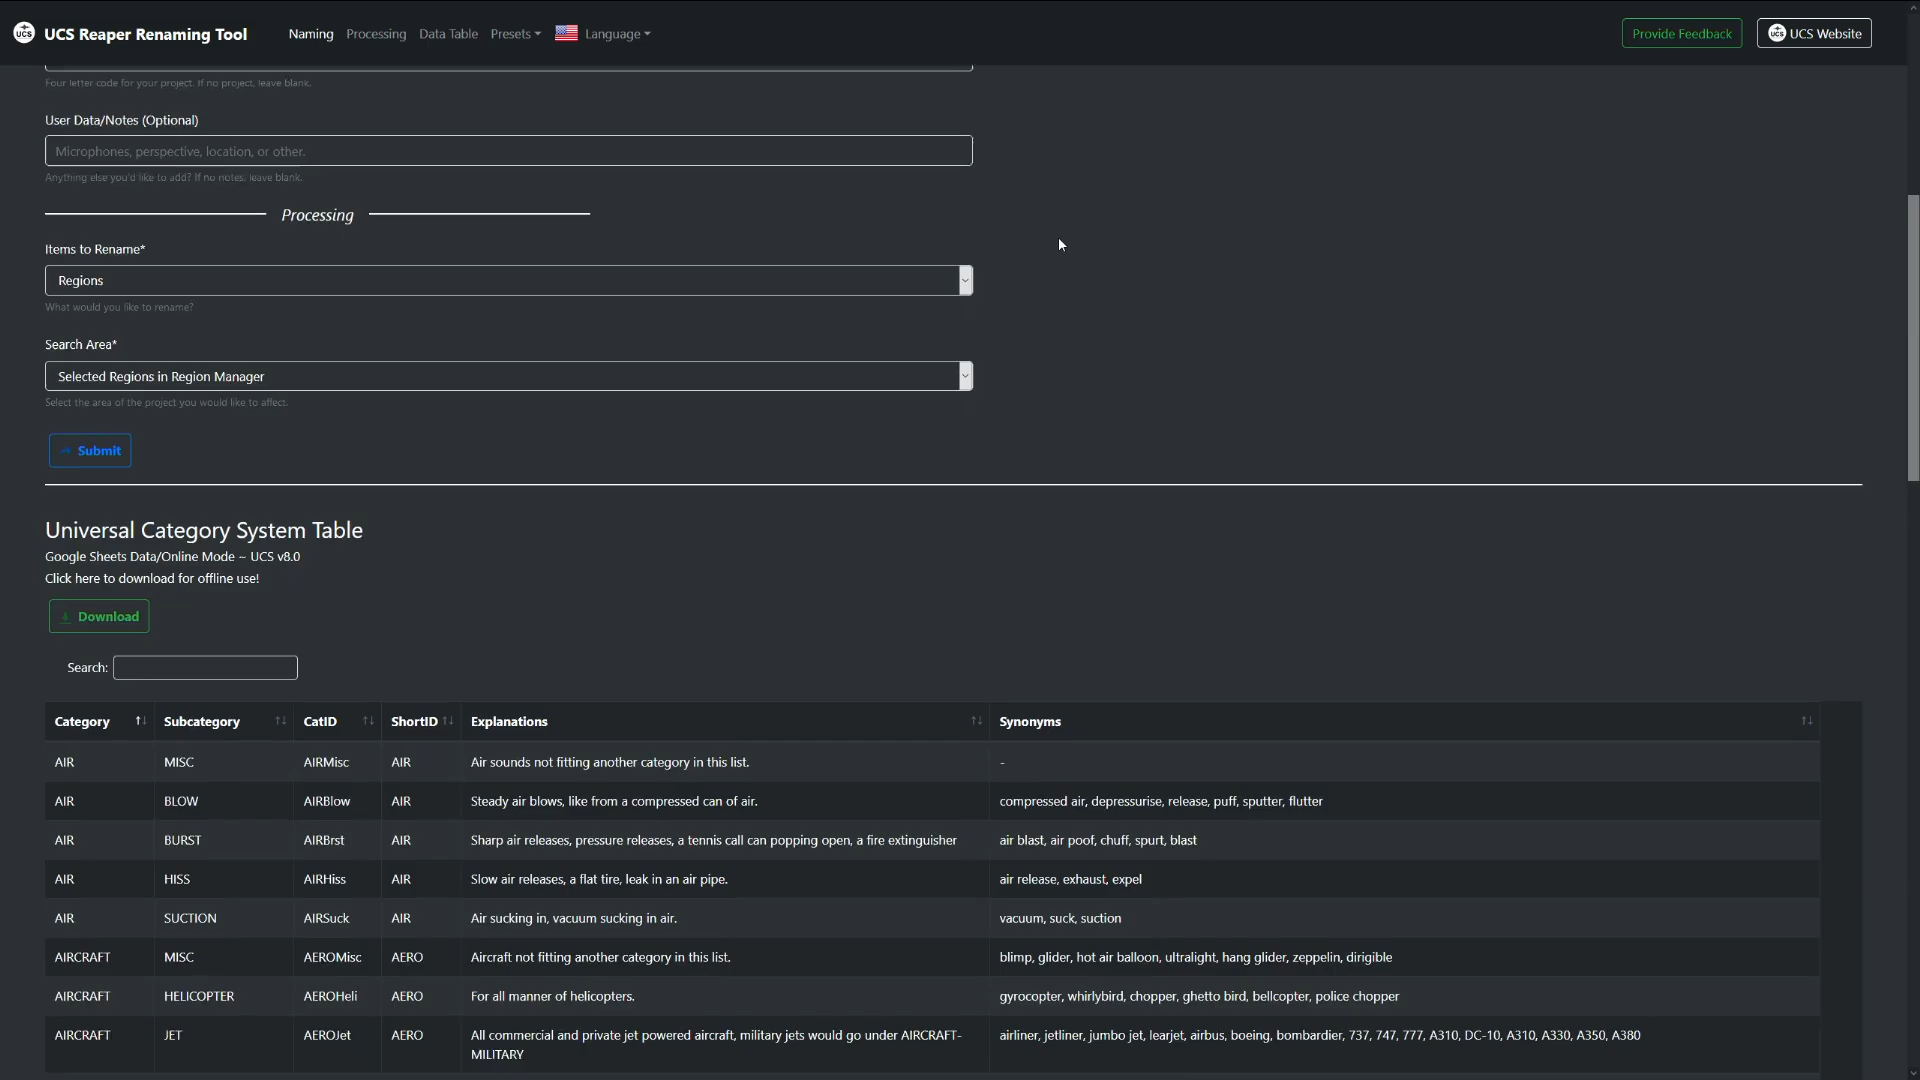 UCS UCS Reaper Renaming Tool Naming Processing Data Table Presets Language Provide Feedback UCS UCS Website
Four letter code for your project. If no project, leave blank.
User Data/Notes (Optional)
Microphones, perspective, location, or other.
Anything else you'd like to add? If no notes, leave blank.
Processing
Items to Rename*
Regions
What would you like to rename?
Search Area*
Selected Regions in Region Manager
Select the area of the project you would like to affect.
Submit
Universal Category System Table
Google Sheets Data/Online Mode ~ UCS v8.0
Click here to download for offline use!
Download
Search:
Category Subcategory CatID ShortID Explanations Synonyms
AIR MISC AIRMisc AIR Air sounds not fitting another category in this list. -
AIR BLOW AIRBlow AIR Steady air blows, like from a compressed can of air. compressed air, depressurise, release, puff, sputter, flutter
AIR BURST AIRBrst AIR Sharp air releases, pressure releases, a tennis call can popping open, a fire extinguisher air blast, air poof, chuff, spurt, blast
AIR HISS AIRHiss AIR Slow air releases, a flat tire, leak in an air pipe. air release, exhaust, expel
AIR SUCTION AIRSuck AIR Air sucking in, vacuum sucking in air. vacuum, suck, suction
AIRCRAFT MISC AEROMisc AERO Aircraft not fitting another category in this list. blimp, glider, hot air balloon, ultralight, hang glider, zeppelin, dirigible
AIRCRAFT HELICOPTER AEROHeli AERO For all manner of helicopters. gyrocopter, whirlybird, chopper, ghetto bird, bellcopter, police chopper
AIRCRAFT JET AEROJet AERO All commercial and private jet powered aircraft, military jets would go under AIRCRAFT- airliner, jetliner, jumbo jet, learjet, airbus, boeing, bombardier, 737, 747, 777, A310, DC-10, A310, A330, A350, A380
MILITARY